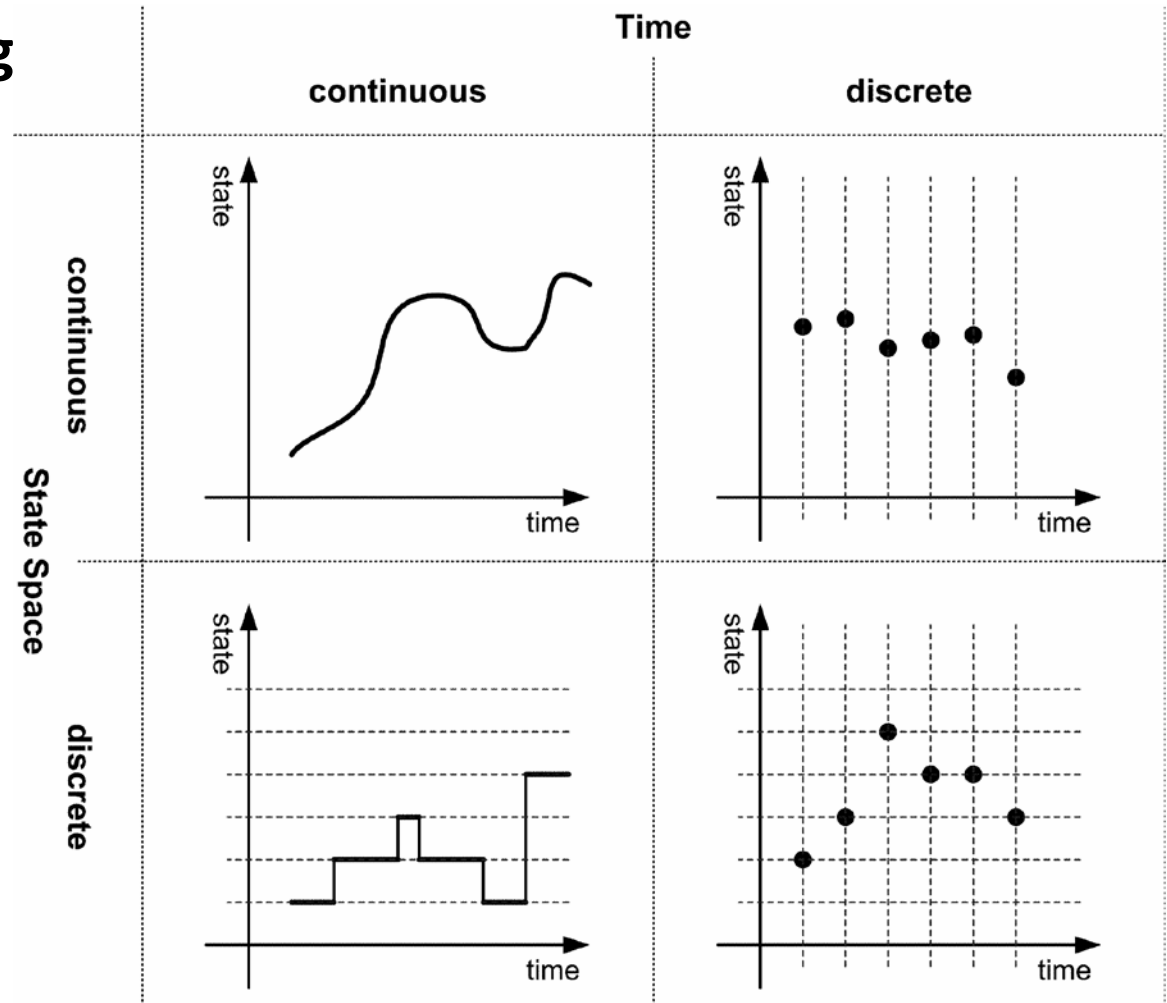 g
Time
continuous
discrete
State Space
continuous
state
time
state
time
discrete
state
time
state
time